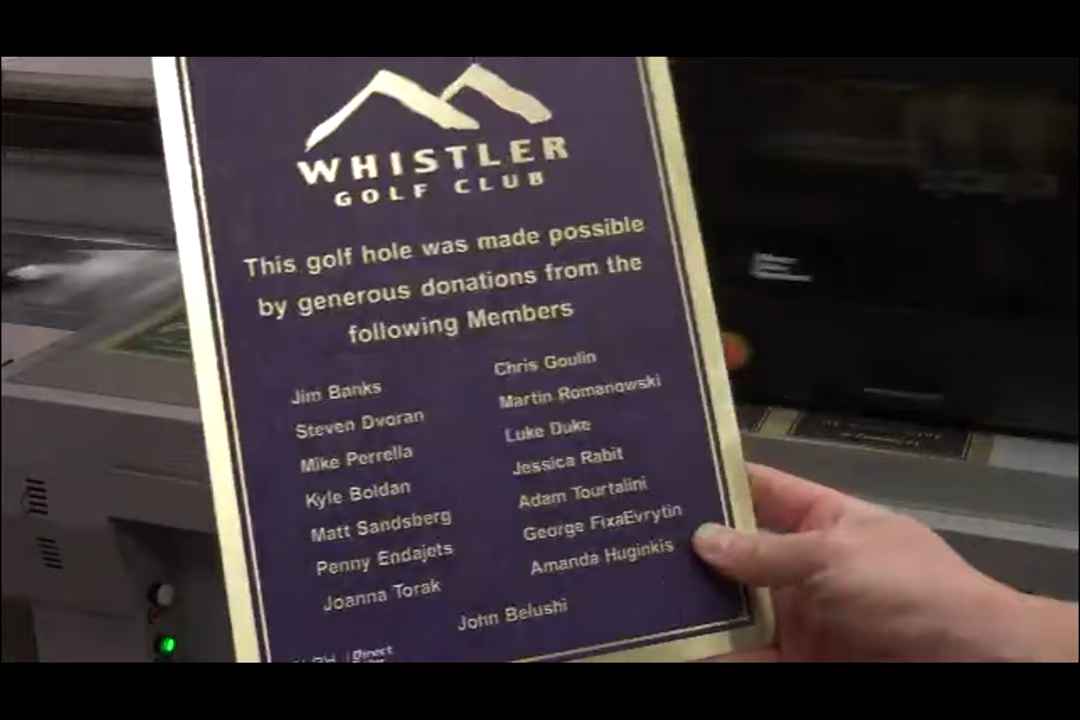 WHISTLER
GOLF CLUB
This golf hole was made possible
by generous donations from the
following Members
Jim Banks
Steven Dvoran
Mike Perrella
Kyle Boldan
Matt Sandsberg
Penny Endajets
Joanna Torak
Chris Goulin
Martin Romanowski
Luke Duke
Jessica Rabit
Adam Tourtalini
George FixaEvrytin
Amanda Huginkis
John Belushi
Direct